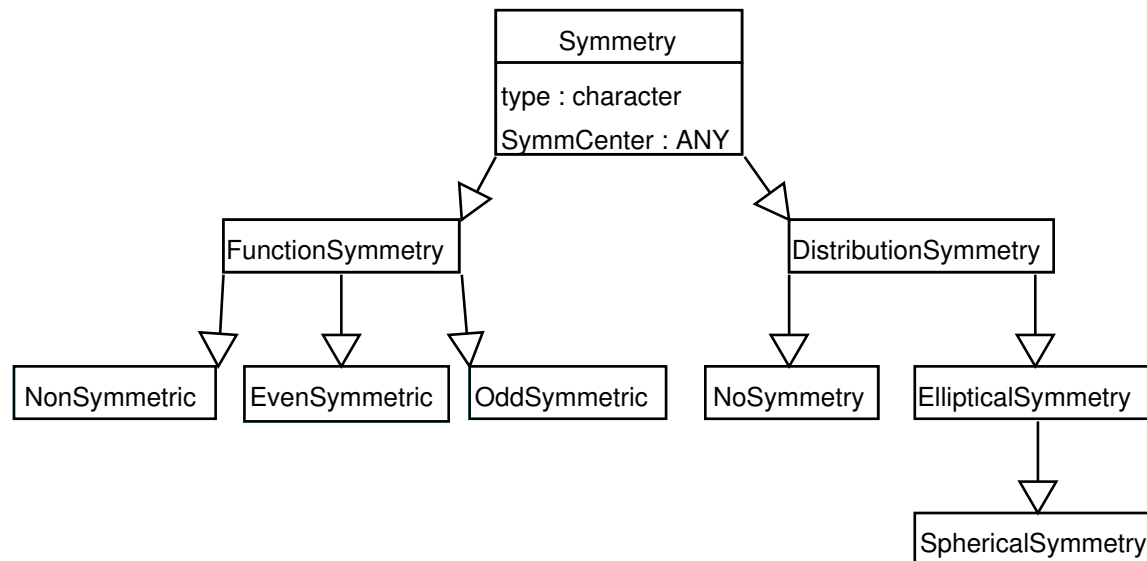 Symmetry
type : character
SymmCenter : ANY
FunctionSymmetry
DistributionSymmetry
NonSymmetric
EvenSymmetric
OddSymmetric
NoSymmetry
EllipticalSymmetry
SphericalSymmetry